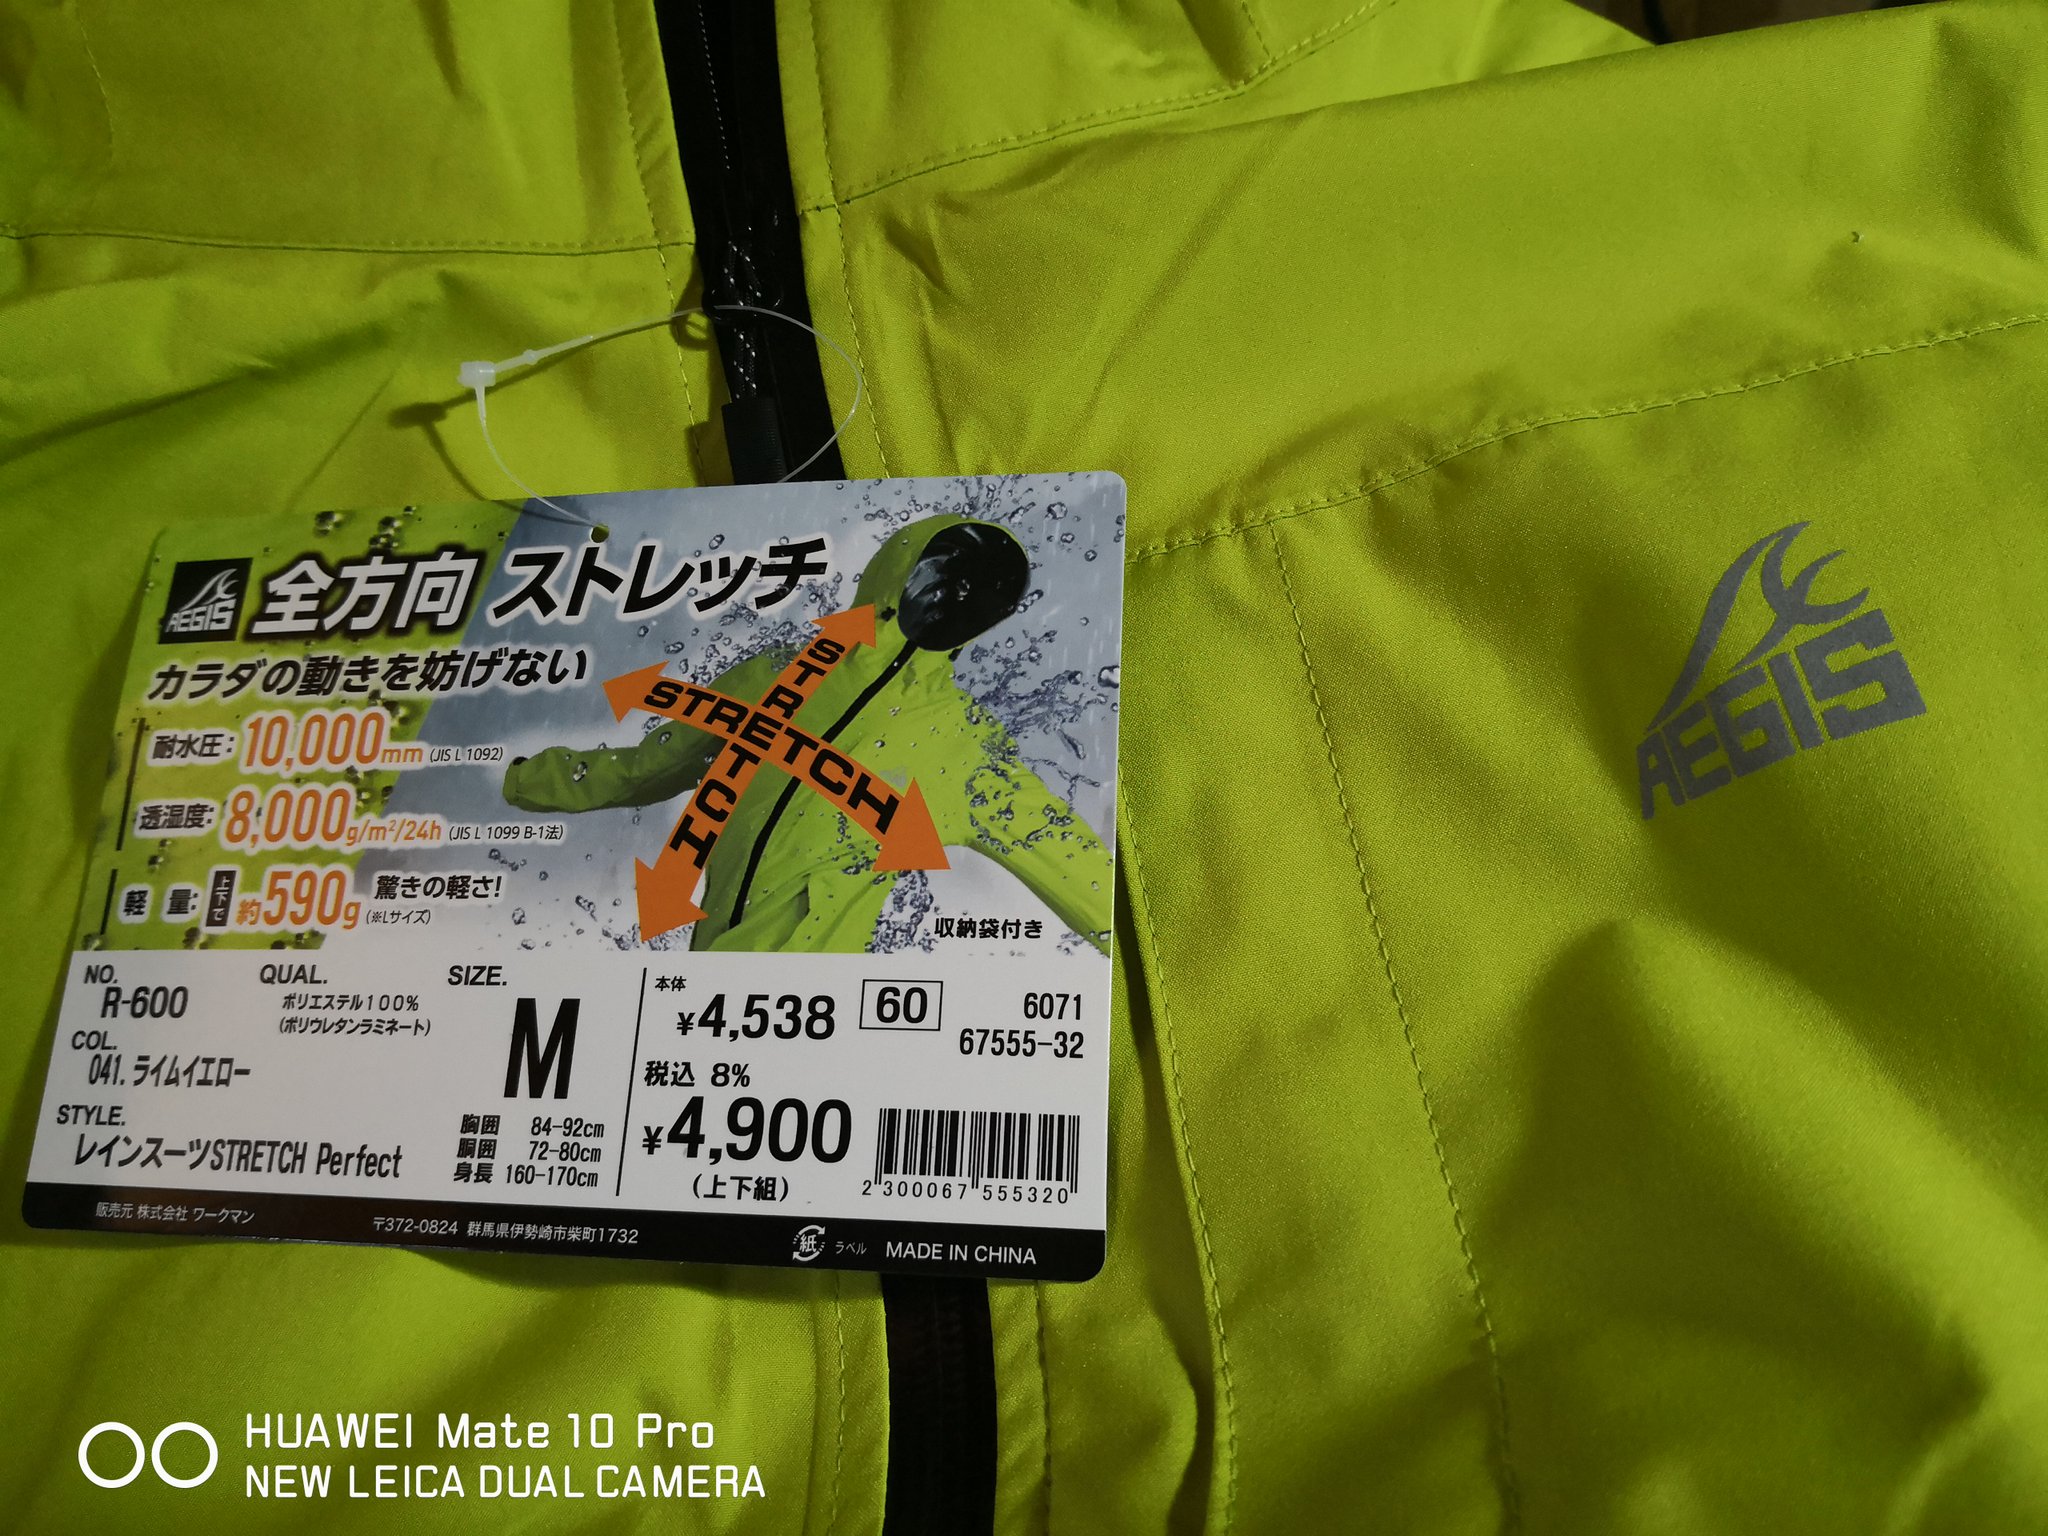 AEGIS
全方向 ストレッチ
カラダの動きを妨げない
耐水圧: 10,000mm (JIS L 1092)
透湿度: 8,000g/m²/24h (JIS L 1099 B-1法)
軽 量: 上下で 約590g 驚きの軽さ! (※Lサイズ)
STRETCH
STRETCH
収納袋付き
NO.
R-600
QUAL.
ポリエステル100%
(ポリウレタンラミネート)
COL.
041. ライムイエロー
STYLE.
レインスーツSTRETCH Perfect
SIZE.
M
胸囲 84-92cm
胴囲 72-80cm
身長 160-170cm
本体
¥4,538
60
6071
67555-32
税込 8%
¥4,900
(上下組)
2 300067 555320
販売元 株式会社 ワークマン
〒372-0824 群馬県伊勢崎市柴町1732
紙 ラベル
MADE IN CHINA
AEGIS
HUAWEI Mate 10 Pro
NEW LEICA DUAL CAMERA